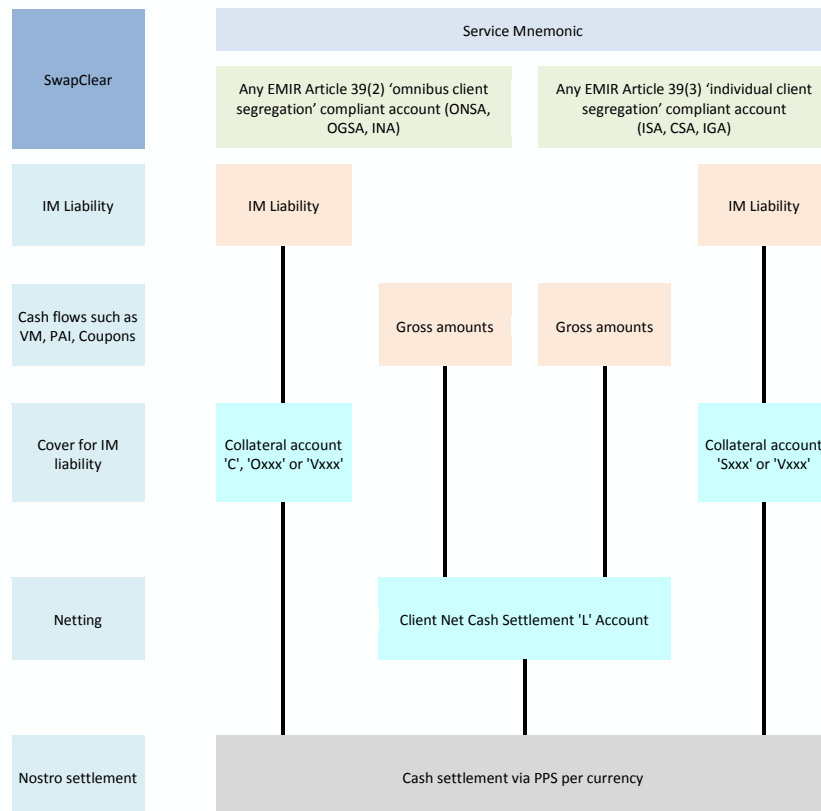 Service Mnemonic
SwapClear
Any EMIR Article 39(2) ‘omnibus client
segregation’ compliant account (ONSA,
OGSA, INA)
Any EMIR Article 39(3) ‘individual client
segregation’ compliant account
(ISA, CSA, IGA)
IM Liability
IM Liability
IM Liability
Cash flows such as
VM, PAI, Coupons
Gross amounts
Gross amounts
Cover for IM
liability
Collateral account
'C', 'Oxxx' or 'Vxxx'
Collateral account
'Sxxx' or 'Vxxx'
Netting
Client Net Cash Settlement 'L' Account
Nostro settlement
Cash settlement via PPS per currency